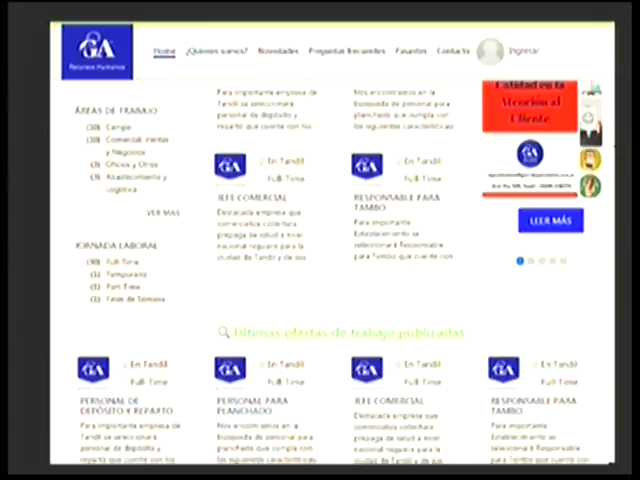 GA
Recursos Humanos
Home
¿Quienes somos?
Novedades
Preguntas frecuentes
Pasantes
Contacto
Ingresar
ÁREAS DE TRABAJO
Campo
Comercial, Ventas
y Negocios
(3) Oficios y Otros
(3) Abastecimiento y
Logística
VER MAS
JORNADA LABORAL
Full-Time
(1) Temporario
(1) Part-Time
(1) Fines de Semana
Para importante empresa de
Tandil se seleccionará
personal de depósito y
reparto que cuente con los
Nos encontramos en la
búsqueda de personal para
planchado que cumpla con
las siguientes características
GA
En Tandil
Full-Time
JEFE COMERCIAL
Destacada empresa que
comercializa cobertura
prepaga de salud a nivel
nacional requiere para la
ciudad de Tandil y de sus
GA
En Tandil
Full-Time
RESPONSABLE PARA
TAMBO
Para importante
Establecimiento se
seleccionará Responsable
para Tambo que cuente con
Calidad en la
Atención al
Cliente
GA
LEER MÁS
Últimas ofertas de trabajo publicadas
GA
En Tandil
Full-Time
PERSONAL DE
DEPÓSITO Y REPARTO
Para importante empresa de
Tandil se seleccionará
personal de depósito y
reparto que cuente con los
GA
En Tandil
Full-Time
PERSONAL PARA
PLANCHADO
Nos encontramos en la
búsqueda de personal para
planchado que cumpla con
las siguientes características
GA
En Tandil
Full-Time
JEFE COMERCIAL
Destacada empresa que
comercializa cobertura
prepaga de salud a nivel
nacional requiere para la
ciudad de Tandil y de sus
GA
En Tandil
Full-Time
RESPONSABLE PARA
TAMBO
Para importante
Establecimiento se
seleccionará Responsable
para Tambo que cuente con